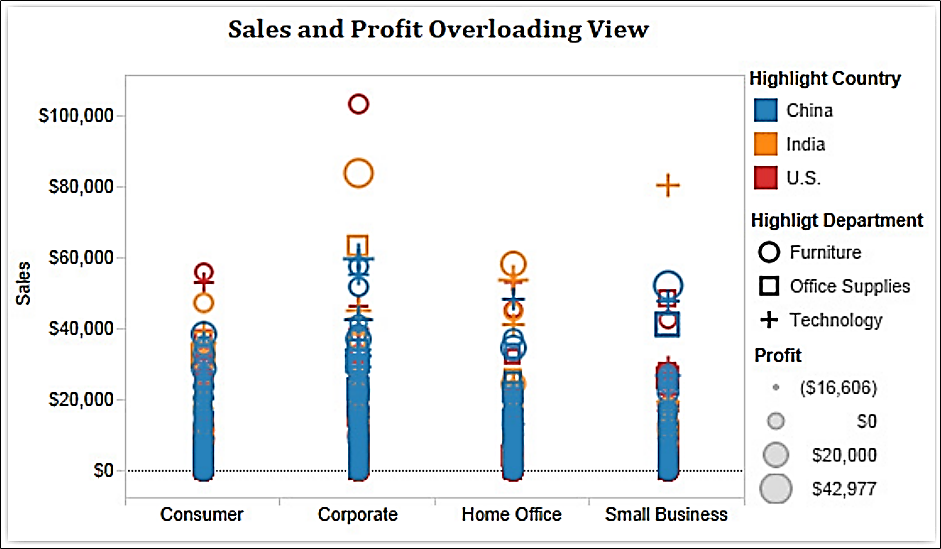 Sales and Profit Overloading View
Highlight Country
China
India
U.S.
Highligt Department
Furniture
Office Supplies
Technology
Profit
($16,606)
$0
$20,000
$42,977
Sales
$100,000
$80,000
$60,000
$40,000
$20,000
$0
Consumer
Corporate
Home Office
Small Business